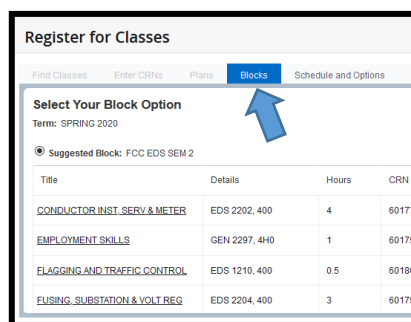 Register for Classes
Find Classes Enter CRNs Plans Blocks Schedule and Options
Select Your Block Option
Term: SPRING 2020
Suggested Block: FCC EDS SEM 2
Title Details Hours CRN
CONDUCTOR INST, SERV & METER EDS 2202, 400 4
EMPLOYMENT SKILLS GEN 2297, 4H0 1
FLAGGING AND TRAFFIC CONTROL EDS 1210, 400 0.5
FUSING, SUBSTATION & VOLT REG EDS 2204, 400 3